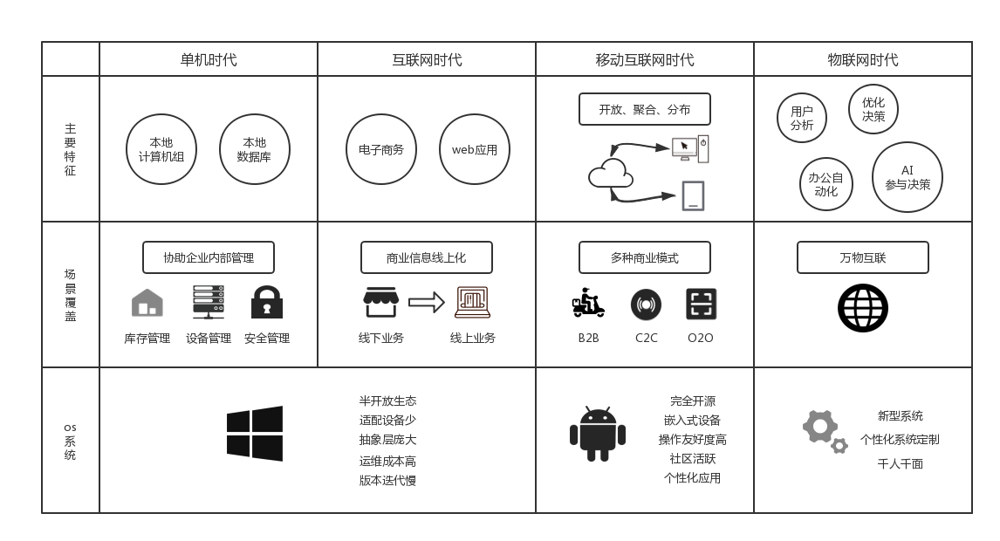 单机时代
互联网时代
移动互联网时代
物联网时代
主
要
特
征
本地
计算机组
本地
数据库
电子商务
web应用
开放、聚合、分布
用户
分析
优化
决策
办公自
动化
AI
参与决策
场
景
覆
盖
协助企业内部管理
库存管理
设备管理
安全管理
商业信息线上化
线下业务
线上业务
多种商业模式
B2B
C2C
O2O
万物互联
os
系
统
半开放生态
适配设备少
抽象层庞大
运维成本高
版本迭代慢
完全开源
嵌入式设备
操作友好度高
社区活跃
个性化应用
新型系统
个性化系统定制
千人千面